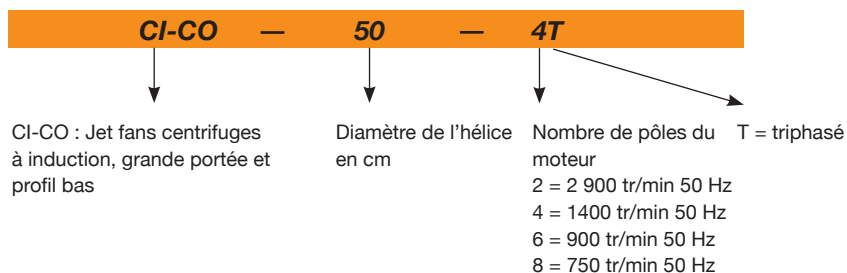 CI-CO — 50 — 4T
CI-CO : Jet fans centrifuges
à induction, grande portée et
profil bas
Diamètre de l'hélice
en cm
Nombre de pôles du
moteur
2 = 2 900 tr/min 50 Hz
4 = 1400 tr/min 50 Hz
6 = 900 tr/min 50 Hz
8 = 750 tr/min 50 Hz
T = triphasé